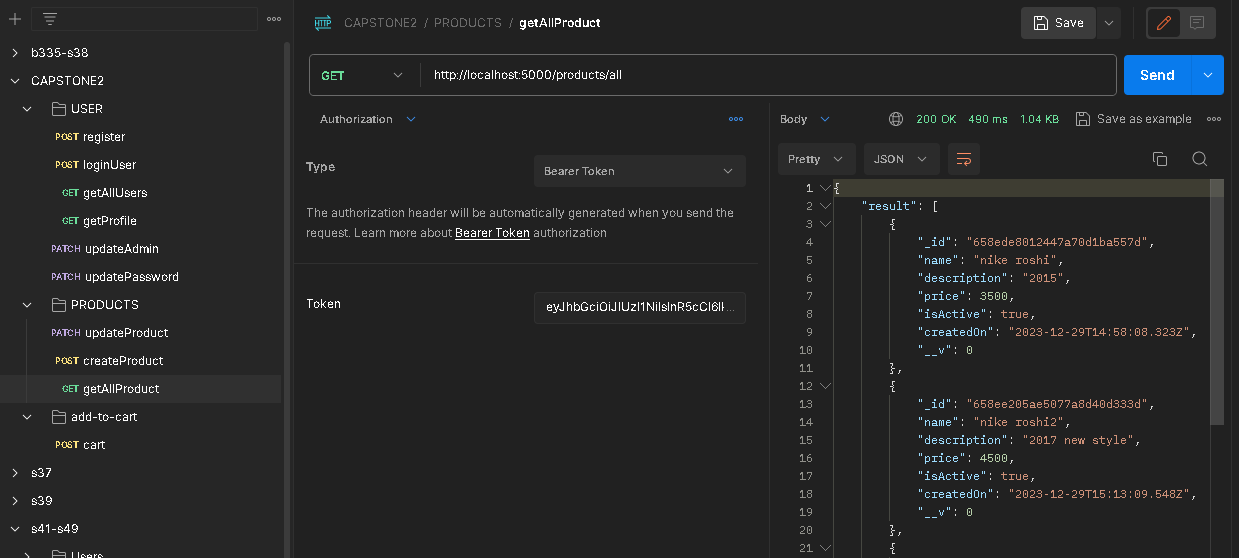 b335-s38
CAPSTONE2
USER
POST register
POST loginUser
GET getAllUsers
GET getProfile
PATCH updateAdmin
PATCH updatePassword
PRODUCTS
PATCH updateProduct
POST createProduct
GET getAllProduct
add-to-cart
POST cart
s37
s39
s41-s49
Users
HTTP CAPSTONE2 / PRODUCTS / getAllProduct
Save
GET http://localhost:5000/products/all
Send
Authorization
Type Bearer Token
The authorization header will be automatically generated when you send the
request. Learn more about Bearer Token authorization
Token
Body 200 OK 490 ms 1.04 KB Save as example
Pretty JSON
1 {
2 "result": [
3 {
4 "_id": "658ede8012447a70d1ba557d",
5 "name": "nike roshi",
6 "description": "2015",
7 "price": 3500,
8 "isActive": true,
9 "createdOn": "2023-12-29T14:58:08.323Z",
10 "__v": 0
11 },
12 {
13 "_id": "658ee205ae5077a8d40d333d",
14 "name": "nike roshi2",
15 "description": "2017 new style",
16 "price": 4500,
17 "isActive": true,
18 "createdOn": "2023-12-29T15:13:09.548Z",
19 "__v": 0
20 },
21 {